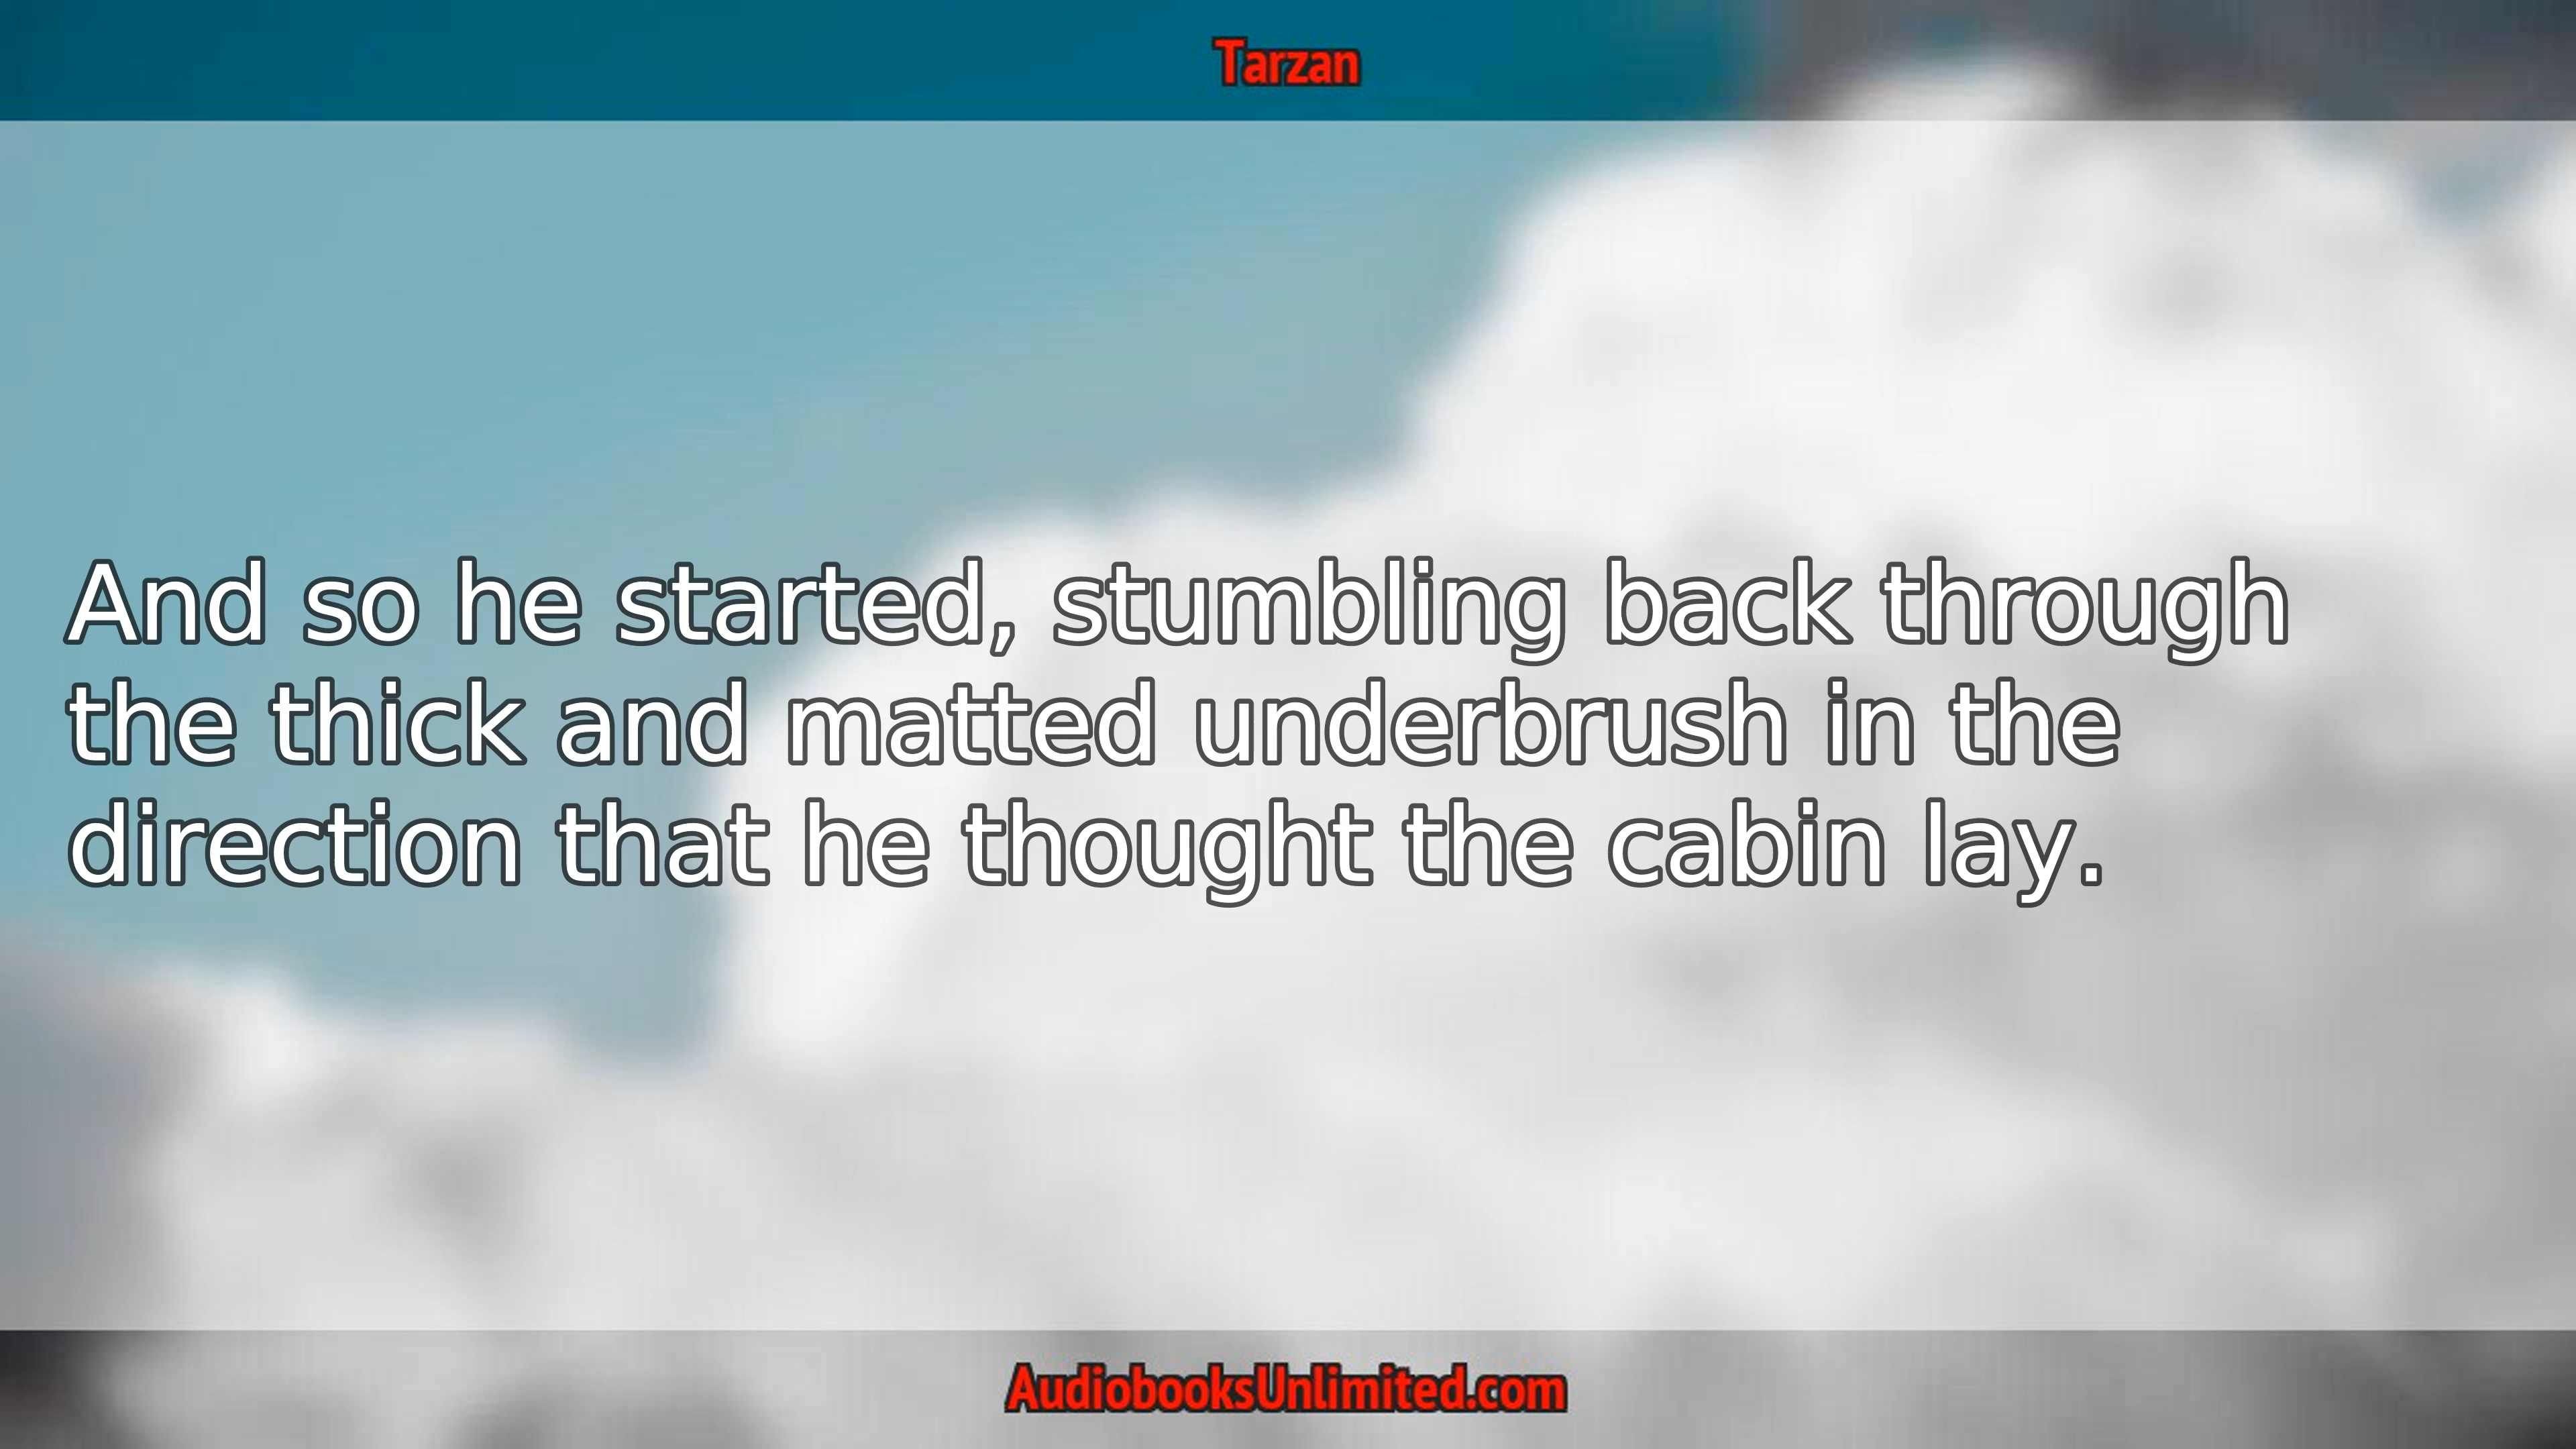 Tarzan
And so he started, stumbling back through
the thick and matted underbrush in the
direction that he thought the cabin lay.
AudiobooksUnlimited.com